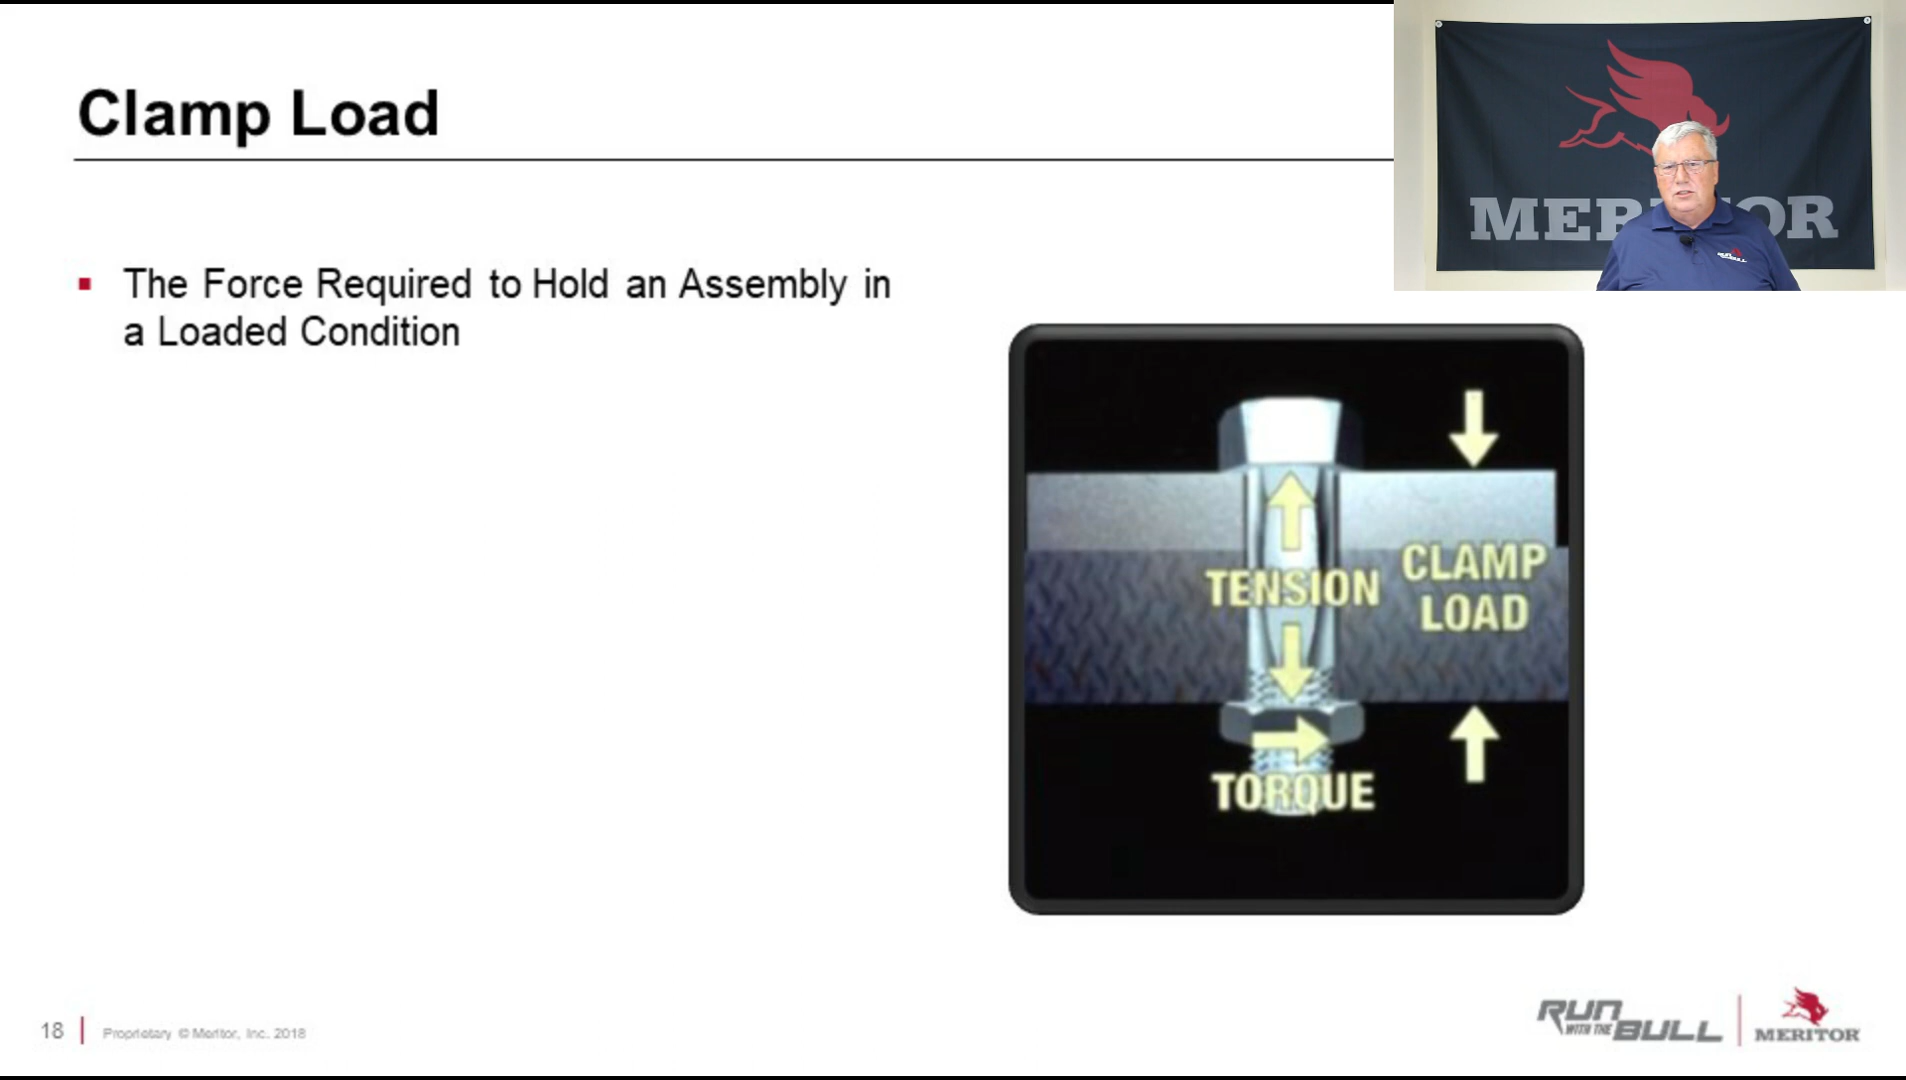 Clamp Load
The Force Required to Hold an Assembly in
a Loaded Condition
TENSION
CLAMP
LOAD
TORQUE
18
Proprietary © Meritor, Inc. 2018
RUN
WITH THE BULL
MERITOR